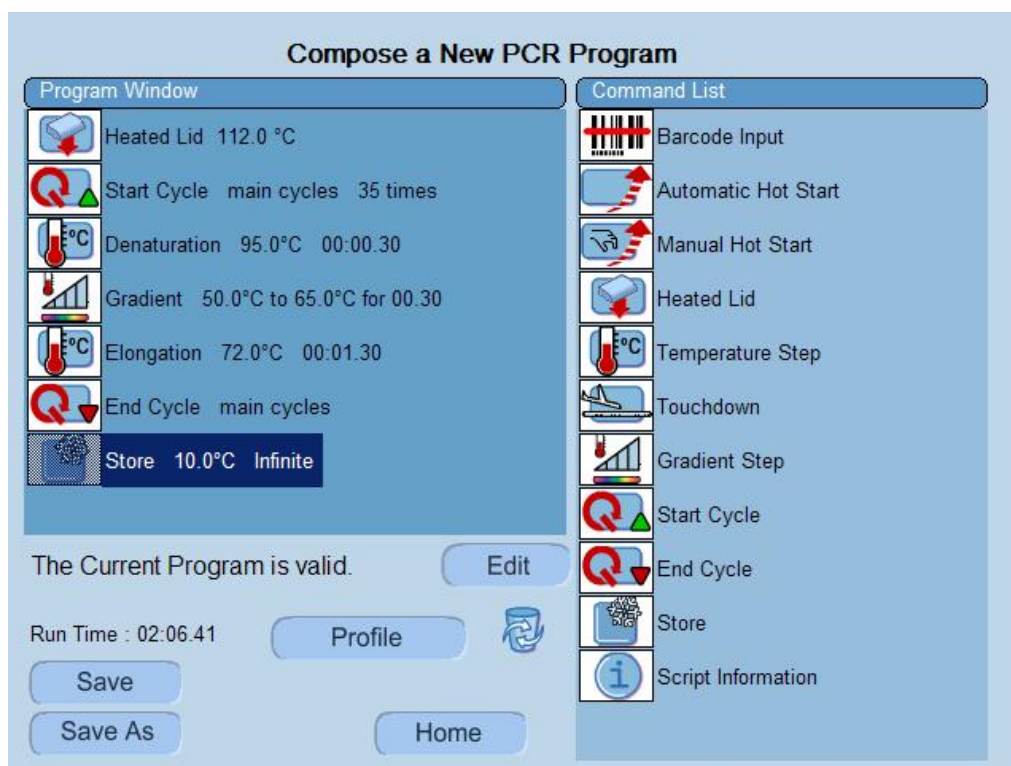 Compose a New PCR Program
Program Window
Heated Lid 112.0 °C
Start Cycle main cycles 35 times
°C
Denaturation 95.0°C 00:00.30
Gradient 50.0°C to 65.0°C for 00.30
°C
Elongation 72.0°C 00:01.30
End Cycle main cycles
Store 10.0°C Infinite
The Current Program is valid.
Edit
Run Time : 02:06.41
Profile
Save
Save As
Home
Command List
Barcode Input
Automatic Hot Start
Manual Hot Start
Heated Lid
°C
Temperature Step
Touchdown
Gradient Step
Start Cycle
End Cycle
Store
i
Script Information